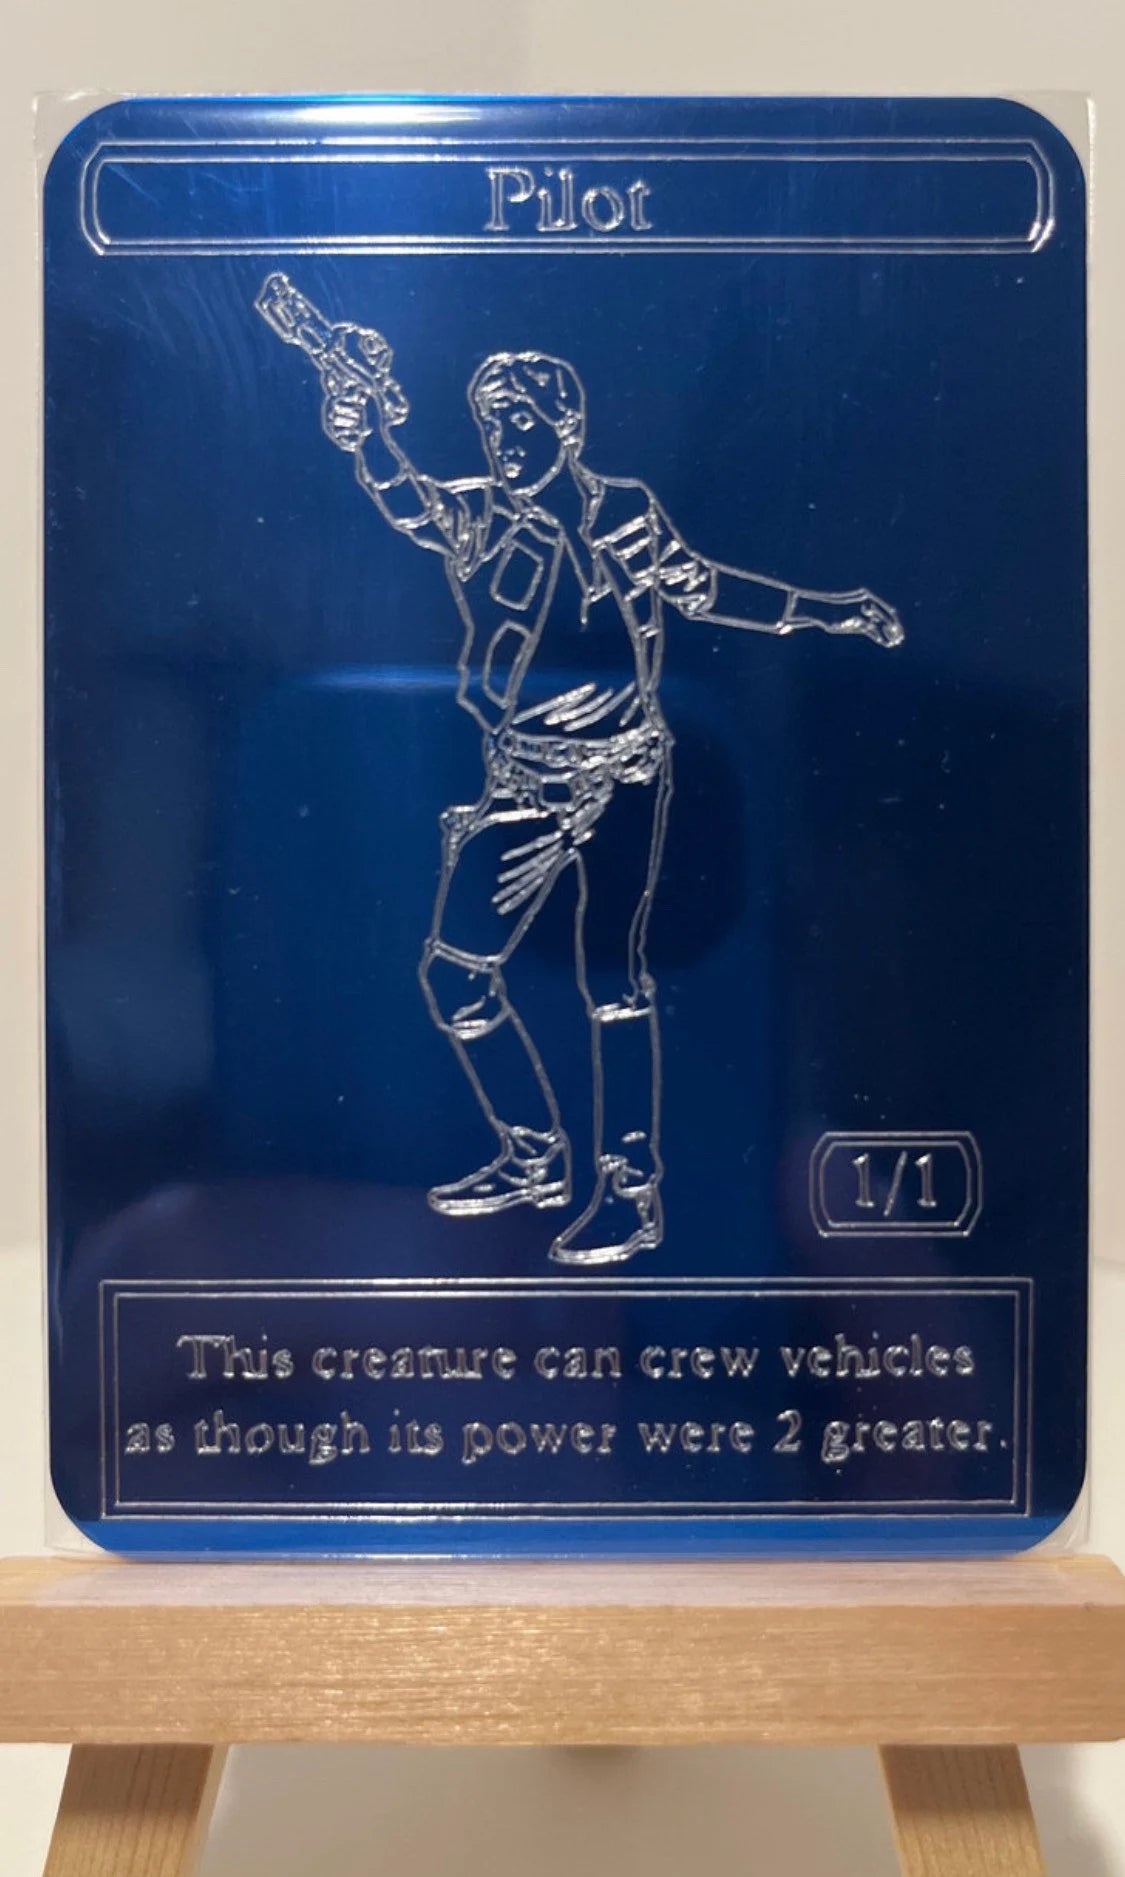 Pilot
1/1
This creature can crew vehicles
as though its power were 2 greater.